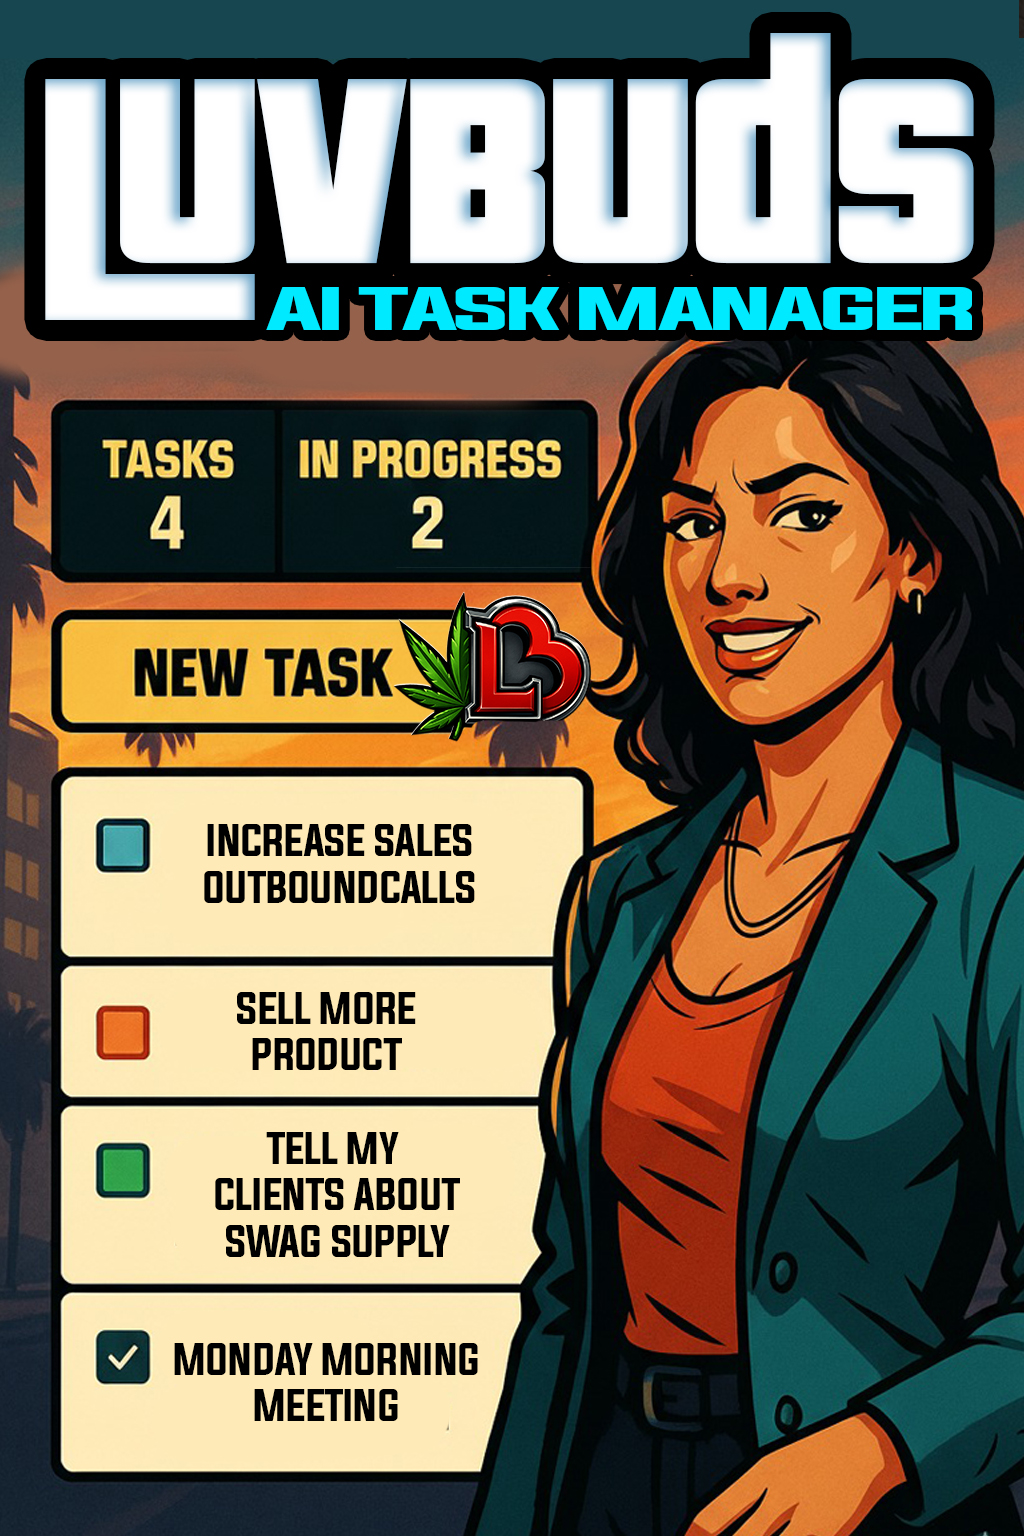 LUVBUDS
AI TASK MANAGER
TASKS
4
IN PROGRESS
2
NEW TASK
LB
INCREASE SALES
OUTBOUNDCALLS
SELL MORE
PRODUCT
TELL MY
CLIENTS ABOUT
SWAG SUPPLY
MONDAY MORNING
MEETING